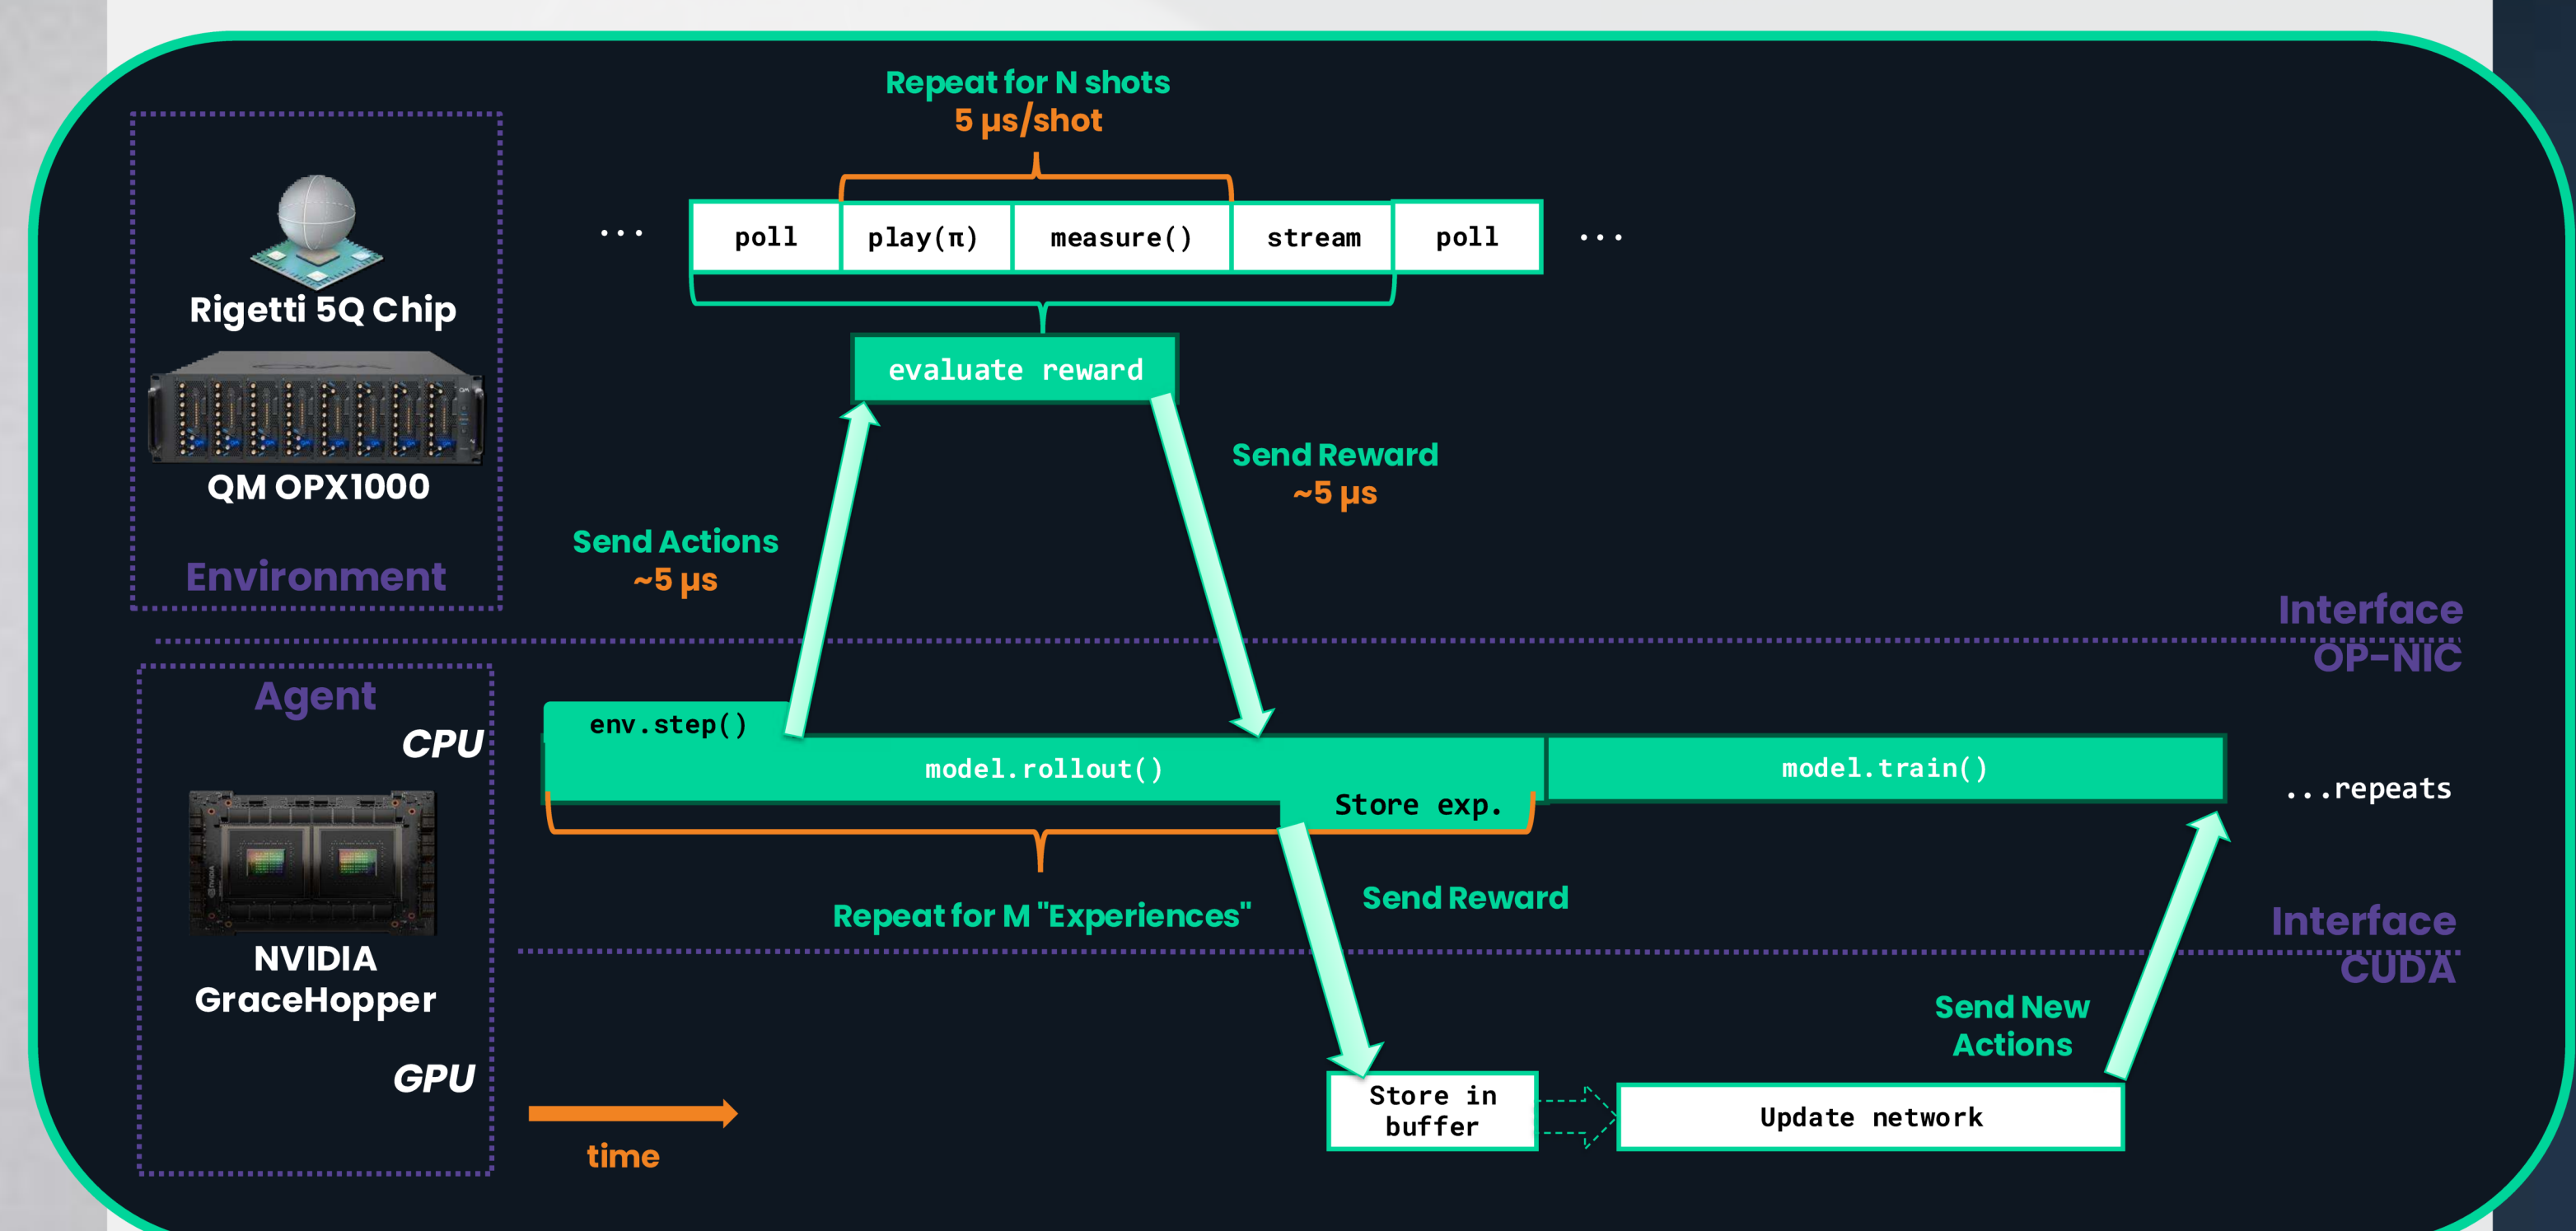 Repeat for N shots
5 µs/shot
...
poll
play(π)
measure()
stream
poll
...
Rigetti 5Q Chip
evaluate reward
QM OPX1000
Send Reward
~5 µs
Send Actions
~5 µs
Environment
Interface
OP-NIC
Agent
CPU
env.step()
model.rollout()
model.train()
...repeats
Store exp.
Send Reward
Repeat for M "Experiences"
Interface
CUDA
NVIDIA
GraceHopper
Send New
Actions
GPU
Store in
buffer
Update network
time